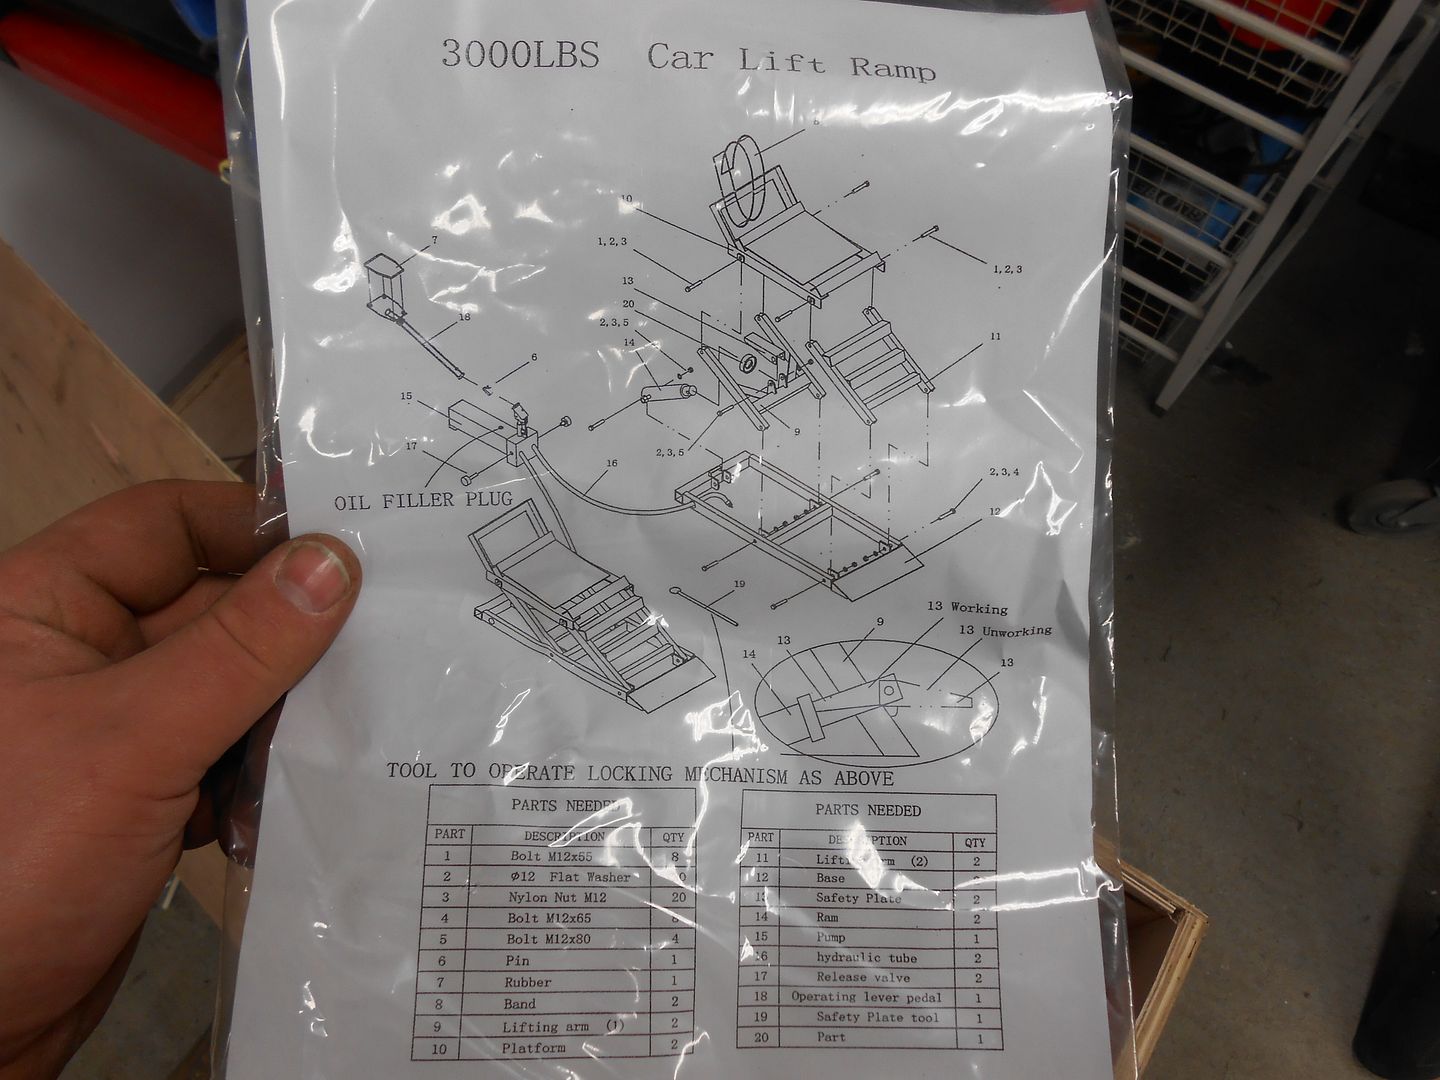 3000LBS Car Lift Ramp
8
10
1, 2, 3
7
1, 2, 3
13
20
18
2, 3, 5
14
11
6
15
9
17
2, 3, 5
16
2, 3, 4
OIL FILLER PLUG
12
19
13 Working
9
13 Unworking
13
14
13
TOOL TO OPERATE LOCKING MECHANISM AS ABOVE
PARTS NEEDED
PART DESCRIPTION QTY
1 Bolt M12x55 8
2 Ø12 Flat Washer
3 Nylon Nut M12 20
4 Bolt M12x65
5 Bolt M12x80 4
6 Pin 1
7 Rubber 1
8 Band 2
9 Lifting arm (1) 2
10 Platform 2
PARTS NEEDED
PART DESCRIPTION QTY
11 Lifting arm (2) 2
12 Base
13 Safety Plate 2
14 Ram 2
15 Pump 1
16 hydraulic tube 2
17 Release valve 2
18 Operating lever pedal 1
19 Safety Plate tool 1
20 Part 1